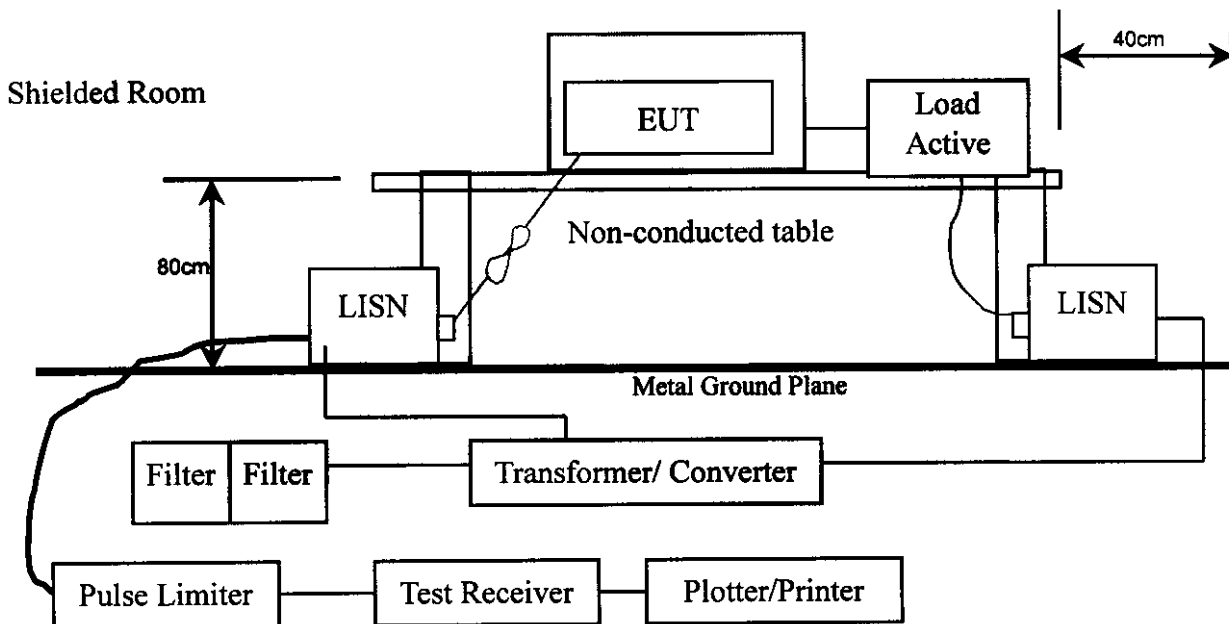 40cm
Shielded Room
EUT
Load
Active
Non-conducted table
80cm
LISN
LISN
Metal Ground Plane
Filter
Filter
Transformer/ Converter
Pulse Limiter
Test Receiver
Plotter/Printer